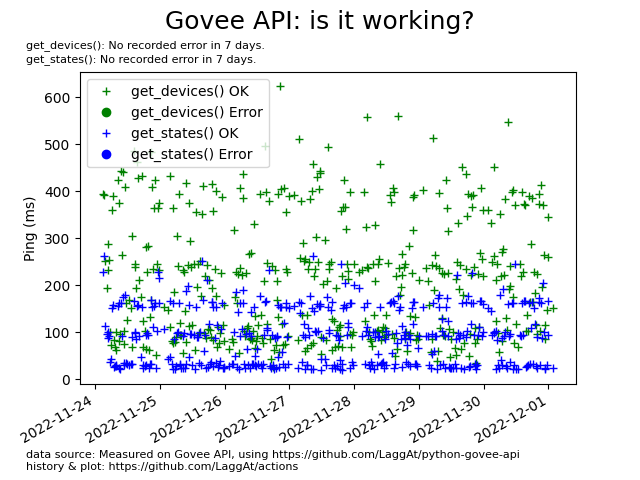 Govee API: is it working?
get_devices(): No recorded error in 7 days.
get_states(): No recorded error in 7 days.
get_devices() OK
get_devices() Error
get_states() OK
get_states() Error
Ping (ms)
600
500
400
300
200
100
0
2022-11-24
2022-11-25
2022-11-26
2022-11-27
2022-11-28
2022-11-29
2022-11-30
2022-12-01
data source: Measured on Govee API, using https://github.com/LaggAt/python-govee-api
history & plot: https://github.com/LaggAt/actions